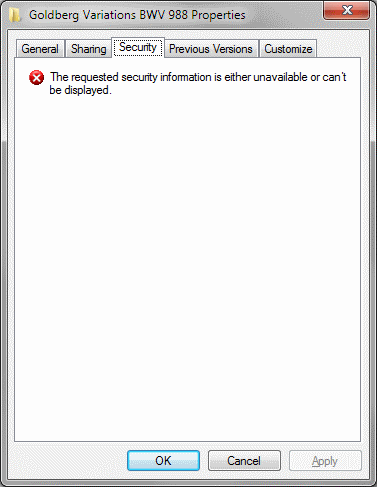 Goldberg Variations BWV 988 Properties
General Sharing Security Previous Versions Customize
The requested security information is either unavailable or can't
be displayed.
OK Cancel Apply